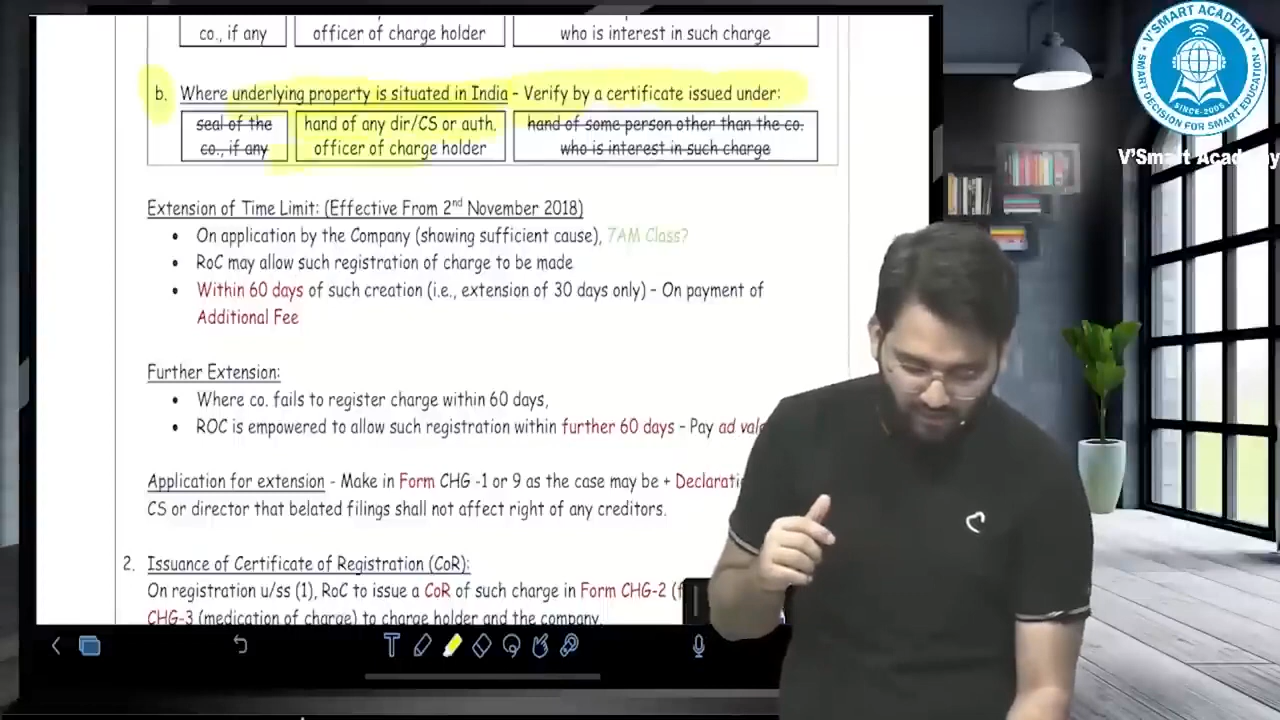 co., if any
officer of charge holder
who is interest in such charge
b. Where underlying property is situated in India – Verify by a certificate issued under:
seal of the
co., if any
hand of any dir/CS or auth.
officer of charge holder
hand of some person other than the co.
who is interest in such charge
Extension of Time Limit: (Effective From 2nd November 2018)
• On application by the Company (showing sufficient cause), 7AM Class?
• RoC may allow such registration of charge to be made
• Within 60 days of such creation (i.e., extension of 30 days only) – On payment of
Additional Fee
Further Extension:
• Where co. fails to register charge within 60 days,
• ROC is empowered to allow such registration within further 60 days – Pay ad
Application for extension - Make in Form CHG -1 or 9 as the case may be +
CS or director that belated filings shall not affect right of any creditors.
2. Issuance of Certificate of Registration (CoR):
On registration u/ss (1), RoC to issue a CoR of such charge in Form CHG-2
CHG-3 (medication of charge) to charge holder and the company.
T
V'SMART ACADEMY
SMART DECISION FOR SMART EDUCATION
SINCE-2005
V'Smart Academy